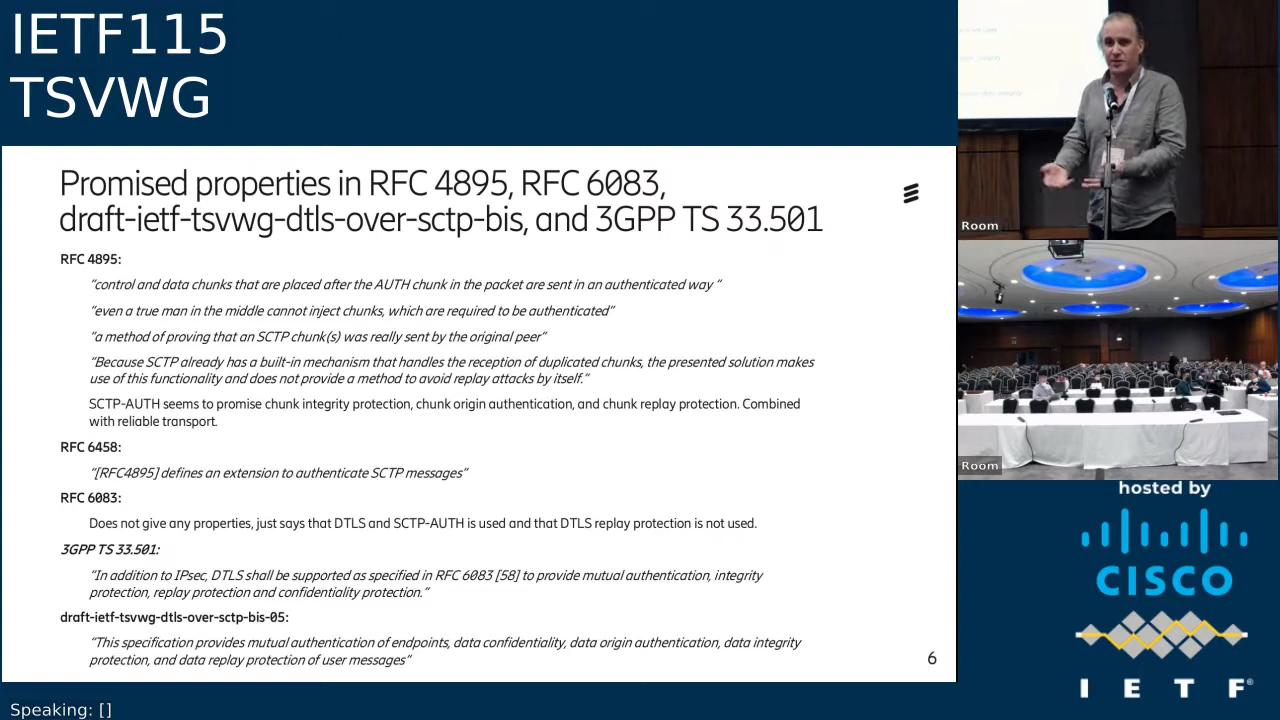 IETF115
TSVWG
Promised properties in RFC 4895, RFC 6083,
draft-ietf-tsvwg-dtls-over-sctp-bis, and 3GPP TS 33.501
RFC 4895:
“control and data chunks that are placed after the AUTH chunk in the packet are sent in an authenticated way ”
“even a true man in the middle cannot inject chunks, which are required to be authenticated”
“a method of proving that an SCTP chunk(s) was really sent by the original peer”
“Because SCTP already has a built-in mechanism that handles the reception of duplicated chunks, the presented solution makes
use of this functionality and does not provide a method to avoid replay attacks by itself.”
SCTP-AUTH seems to promise chunk integrity protection, chunk origin authentication, and chunk replay protection. Combined
with reliable transport.
RFC 6458:
“[RFC4895] defines an extension to authenticate SCTP messages”
RFC 6083:
Does not give any properties, just says that DTLS and SCTP-AUTH is used and that DTLS replay protection is not used.
3GPP TS 33.501:
“In addition to IPsec, DTLS shall be supported as specified in RFC 6083 [58] to provide mutual authentication, integrity
protection, replay protection and confidentiality protection.”
draft-ietf-tsvwg-dtls-over-sctp-bis-05:
“This specification provides mutual authentication of endpoints, data confidentiality, data origin authentication, data integrity
protection, and data replay protection of user messages”
6
Speaking: []
Room
Room
hosted by
CISCO
I E T F®